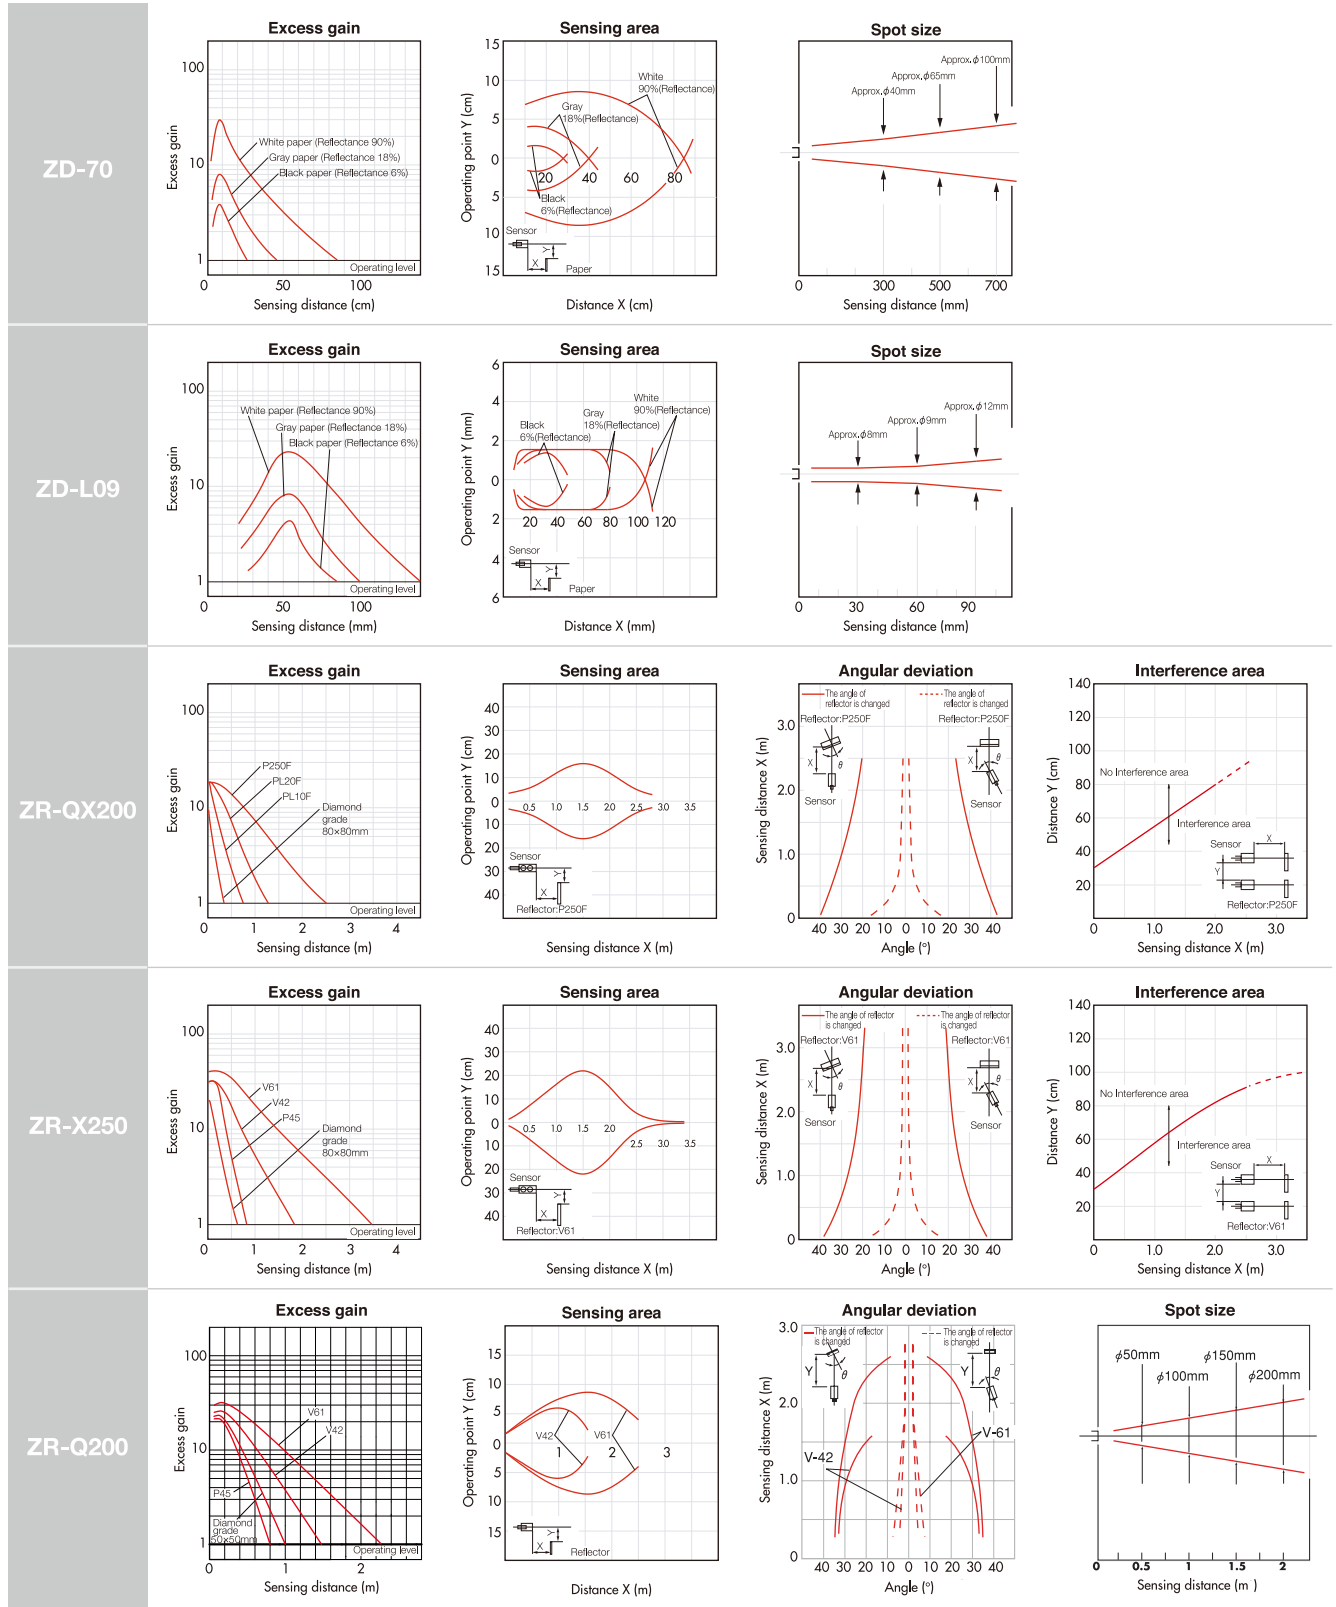 ZD-70
Excess gain
100
10
1
Excess gain
White paper (Reflectance 90%)
Gray paper (Reflectance 18%)
Black paper (Reflectance 6%)
Operating level
0 50 100
Sensing distance (cm)
Sensing area
15
10
5
0
5
10
15
Operating point Y (cm)
White
90%(Reflectance)
Gray
18%(Reflectance)
20 40 60 80
Black
6%(Reflectance)
Sensor
Y
X
Paper
Distance X (cm)
Spot size
Approx.ϕ100mm
Approx.ϕ65mm
Approx.ϕ40mm
0 300 500 700
Sensing distance (mm)
ZD-L09
Excess gain
100
10
1
Excess gain
White paper (Reflectance 90%)
Gray paper (Reflectance 18%)
Black paper (Reflectance 6%)
Operating level
0 50 100
Sensing distance (mm)
Sensing area
6
4
2
0
2
4
6
Operating point Y (mm)
White
90%(Reflectance)
Gray
18%(Reflectance)
Black
6%(Reflectance)
20 40 60 80 100 120
Sensor
Y
X
Paper
Distance X (mm)
Spot size
Approx.ϕ12mm
Approx.ϕ9mm
Approx.ϕ8mm
0 30 60 90
Sensing distance (mm)
ZR-QX200
Excess gain
100
10
1
Excess gain
P250F
PL20F
PL10F
Diamond
grade
80×80mm
Operating level
0 1 2 3 4
Sensing distance (m)
Sensing area
40
30
20
10
0
10
20
30
40
Operating point Y (cm)
0.5 1.5 2.5 3.0 3.5
Sensor
Y
X
Reflector:P250F
Sensing distance X (m)
Angular deviation
The angle of
reflector is changed
The angle of
reflector is changed
Reflector:P250F
Reflector:P250F
3.0
2.0
1.0
0
Sensing distance X (m)
X
θ
Sensor
X
θ
Sensor
40 30 20 10 0 10 20 30 40
Angle (°)
Interference area
140
120
100
80
60
40
20
Distance Y (cm)
No Interference area
Interference area
Sensor
X
Y
Reflector:P250F
0 1.0 2.0 3.0
Sensing distance X (m)
ZR-X250
Excess gain
100
10
1
Excess gain
V61
V42
P45
Diamond
grade
80×80mm
Operating level
0 1 2 3 4
Sensing distance (m)
Sensing area
40
30
20
10
0
10
20
30
40
Operating point Y (cm)
0.5 1.5 2.5 3.0 3.5
Sensor
Y
X
Reflector:V61
Sensing distance X (m)
Angular deviation
The angle of reflector
is changed
The angle of reflector
is changed
Reflector:V61
Reflector:V61
3.0
2.0
1.0
0
Sensing distance X (m)
X
θ
Sensor
X
θ
Sensor
40 30 20 10 0 10 20 30 40
Angle (°)
Interference area
140
120
100
80
60
40
20
Distance Y (cm)
No Interference area
Interference area
Sensor
X
Y
Reflector:V61
0 1.0 2.0 3.0
Sensing distance X (m)
ZR-Q200
Excess gain
100
10
1
Excess gain
V61
V42
P45
Diamond
grade
50×50mm
Operating level
0 1 2
Sensing distance (m)
Sensing area
15
10
5
0
5
10
15
Operating point Y (cm)
V42
V61
1 2 3
Y
X
Reflector
Distance X (m)
Angular deviation
The angle of reflector
is changed
The angle of reflector
is changed
3.0
2.0
1.0
0
Sensing distance X (m)
Y
θ
Y
θ
V-61
V-42
40 30 20 10 0 10 20 30 40
Angle (°)
Spot size
ϕ50mm
ϕ100mm
ϕ150mm
ϕ200mm
0 0.5 1 1.5 2
Sensing distance (m )